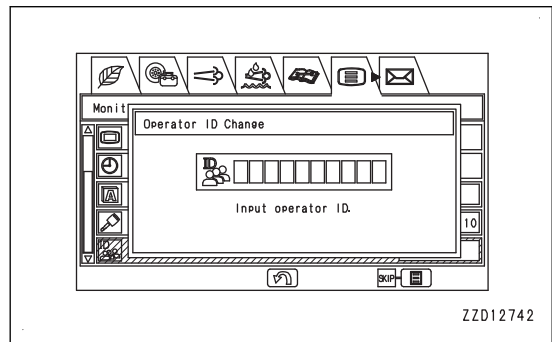 Monit
Operator ID Change
ID
Input operator ID.
A
10
ID
SKIP
ZZD12742